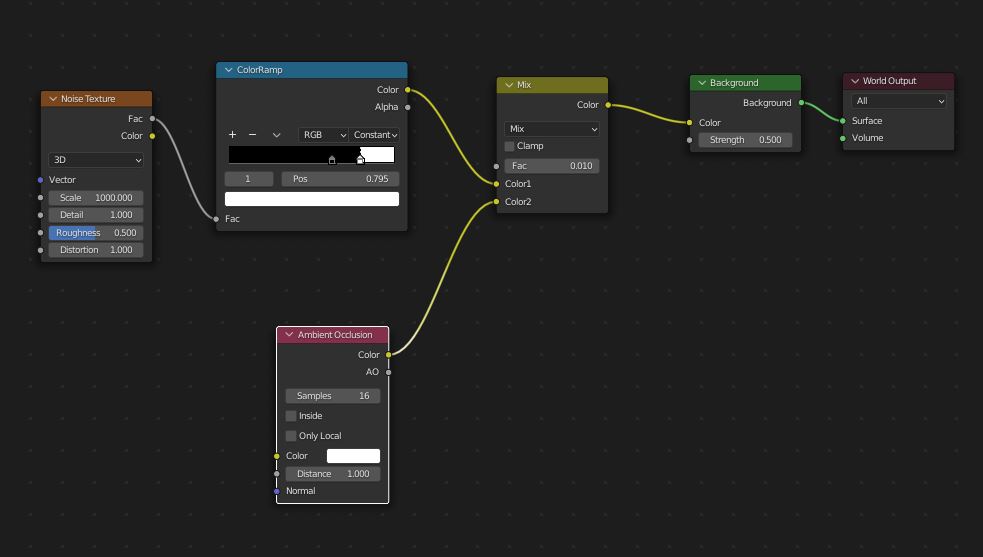 Noise Texture
Fac
Color
3D
Vector
Scale 1000.000
Detail 1.000
Roughness 0.500
Distortion 1.000
ColorRamp
Color
Alpha
+ − RGB Constant
1 Pos 0.795
Fac
Mix
Color
Mix
Clamp
Fac 0.010
Color1
Color2
Background
Background
Color
Strength 0.500
World Output
All
Surface
Volume
Ambient Occlusion
Color
AO
Samples 16
Inside
Only Local
Color
Distance 1.000
Normal